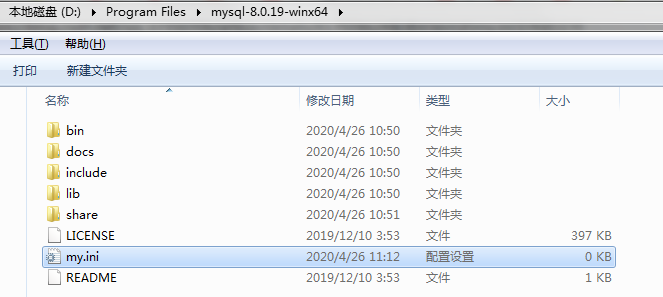 本地磁盘 (D:) Program Files mysql-8.0.19-winx64
工具(T) 帮助(H)
打印 新建文件夹
名称 修改日期 类型 大小
bin 2020/4/26 10:50 文件夹
docs 2020/4/26 10:50 文件夹
include 2020/4/26 10:50 文件夹
lib 2020/4/26 10:50 文件夹
share 2020/4/26 10:51 文件夹
LICENSE 2019/12/10 3:53 文件 397 KB
my.ini 2020/4/26 11:12 配置设置 0 KB
README 2019/12/10 3:53 文件 1 KB